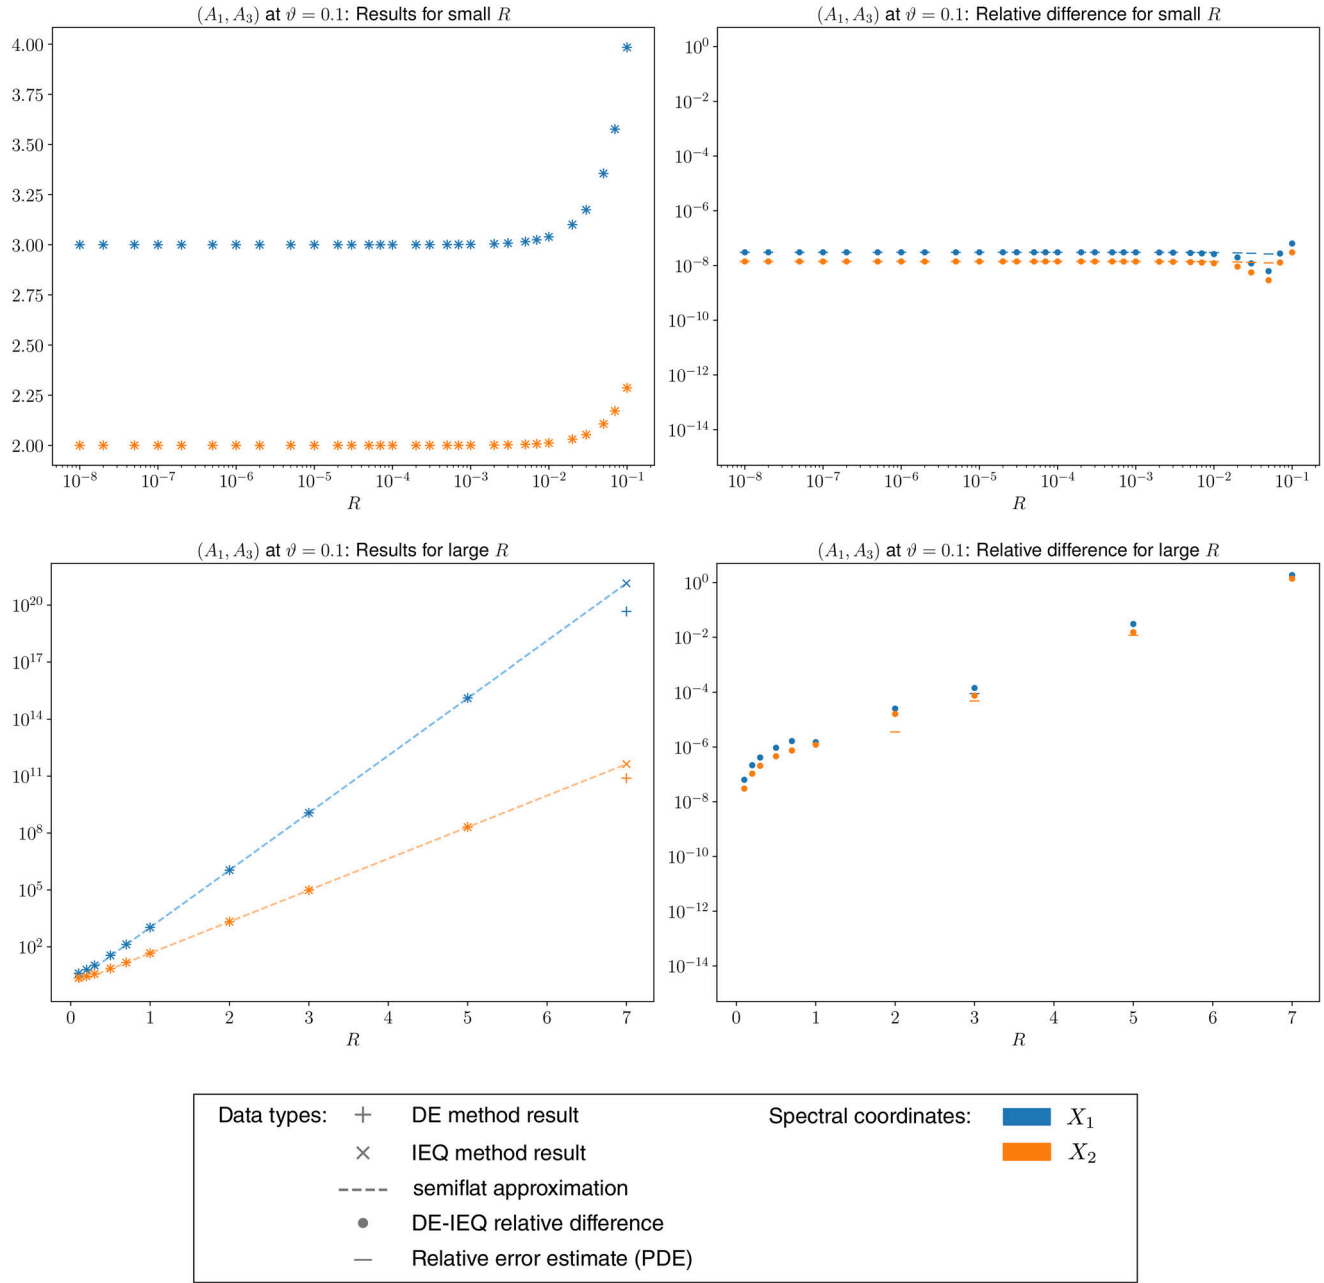 (A₁, A₃) at ϑ = 0.1: Results for small R
4.00
3.75
3.50
3.25
3.00
2.75
2.50
2.25
2.00
10⁻⁸ 10⁻⁷ 10⁻⁶ 10⁻⁵ 10⁻⁴ 10⁻³ 10⁻² 10⁻¹
R
(A₁, A₃) at ϑ = 0.1: Relative difference for small R
10⁰
10⁻²
10⁻⁴
10⁻⁶
10⁻⁸
10⁻¹⁰
10⁻¹²
10⁻¹⁴
10⁻⁸ 10⁻⁷ 10⁻⁶ 10⁻⁵ 10⁻⁴ 10⁻³ 10⁻² 10⁻¹
R
(A₁, A₃) at ϑ = 0.1: Results for large R
10²⁰
10¹⁷
10¹⁴
10¹¹
10⁸
10⁵
10²
0 1 2 3 4 5 6 7
R
(A₁, A₃) at ϑ = 0.1: Relative difference for large R
10⁰
10⁻²
10⁻⁴
10⁻⁶
10⁻⁸
10⁻¹⁰
10⁻¹²
10⁻¹⁴
0 1 2 3 4 5 6 7
R
Data types:
DE method result
IEQ method result
semiflat approximation
DE-IEQ relative difference
Relative error estimate (PDE)
Spectral coordinates:
X₁
X₂